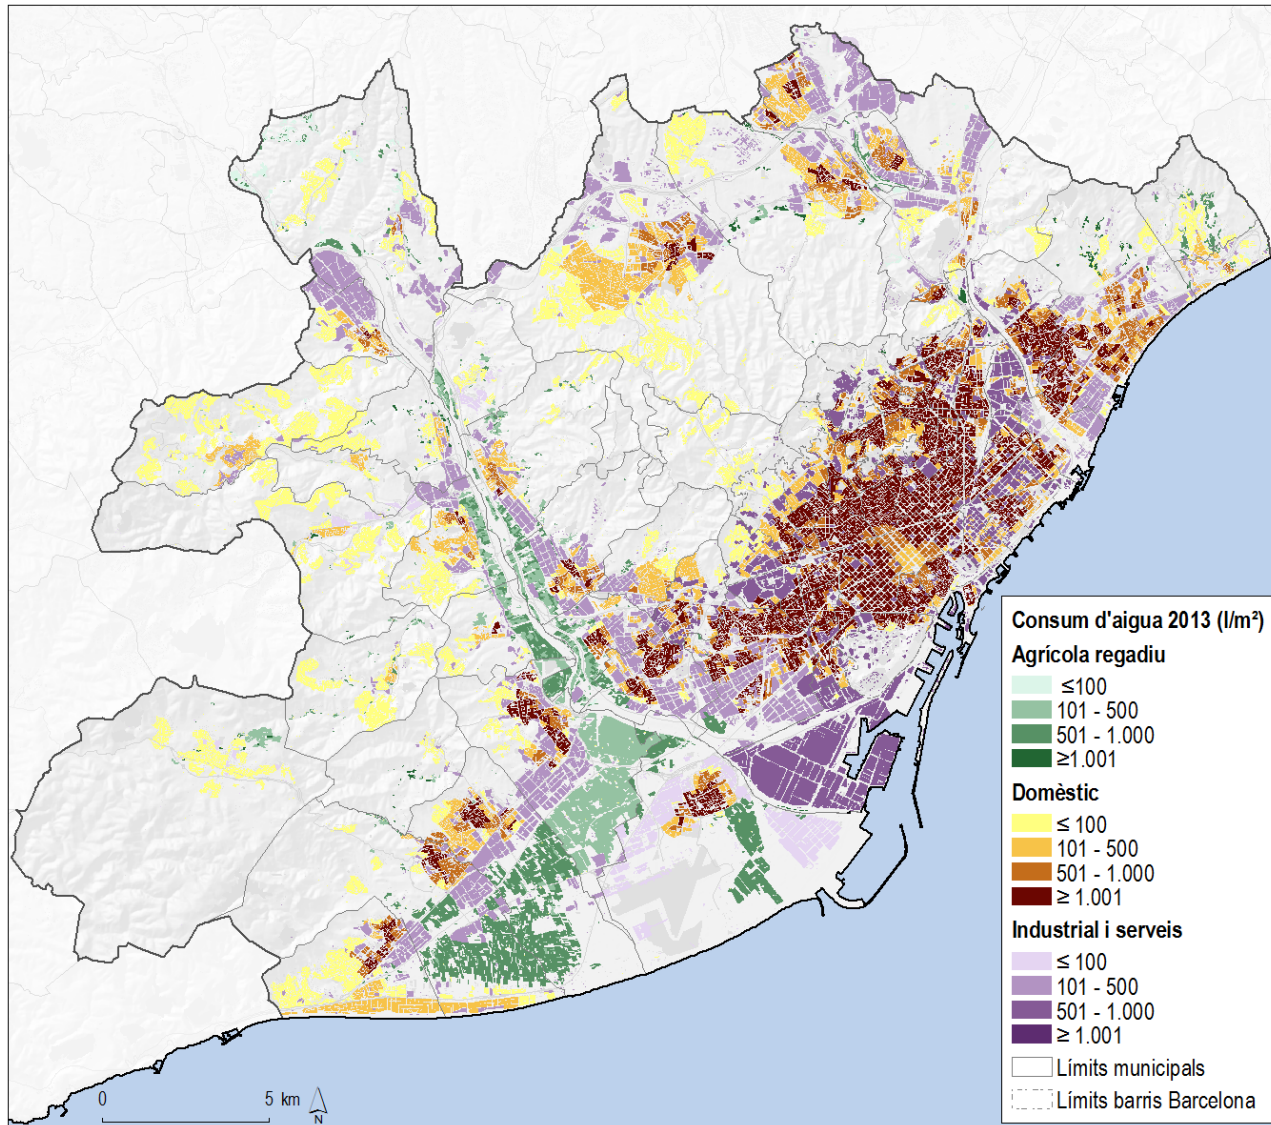 Consum d'aigua 2013 (l/m²)
Agrícola regadiu
≤100
101 - 500
501 - 1.000
≥1.001
Domèstic
≤ 100
101 - 500
501 - 1.000
≥ 1.001
Industrial i serveis
≤ 100
101 - 500
501 - 1.000
≥ 1.001
Límits municipals
Límits barris Barcelona
0 5 km
N